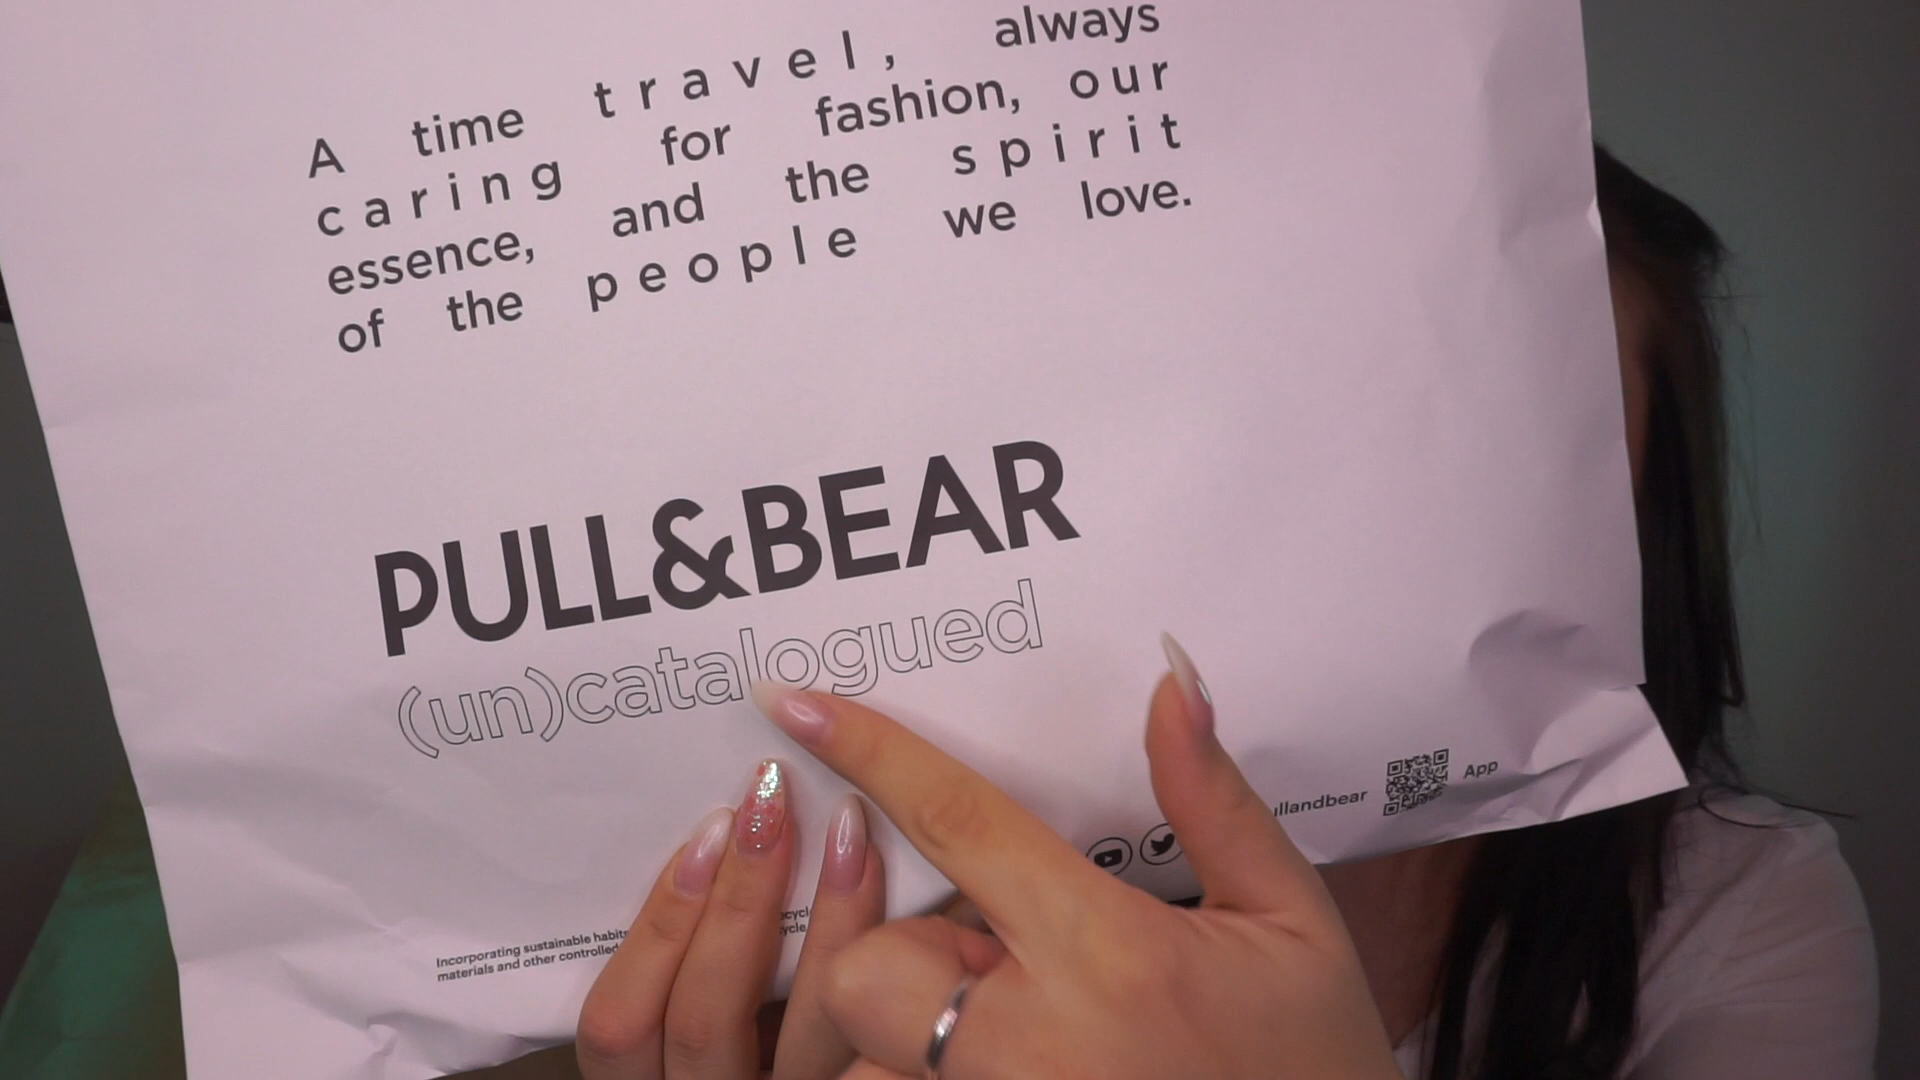 A time travel, always
caring for fashion, our
essence, and the spirit
of the people we love.
PULL&BEAR
(un)catalogued
App
Incorporating sustainable habits
materials and other controlled